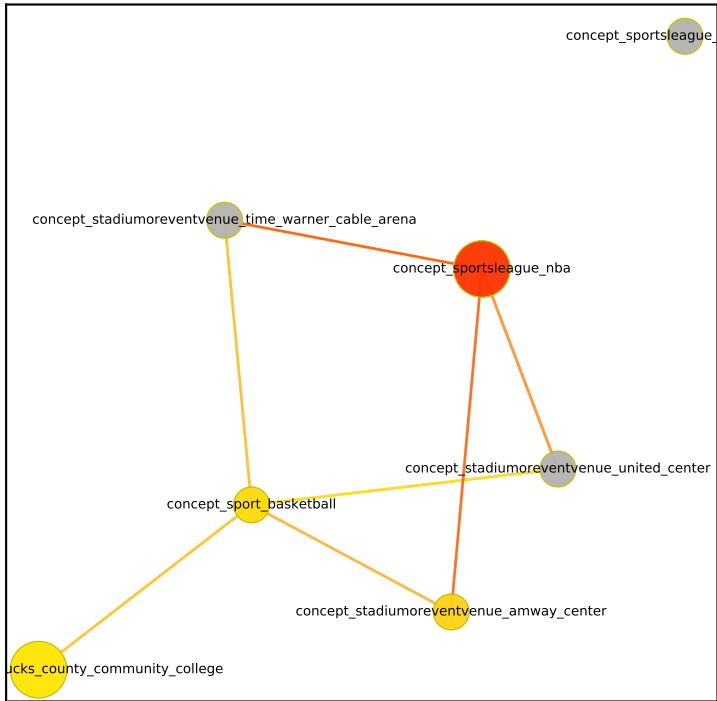 concept_sportsleague_
concept_stadiumoreventvenue_time_warner_cable_arena
concept_sportsleague_nba
concept_stadiumoreventvenue_united_center
concept_sport_basketball
concept_stadiumoreventvenue_amway_center
ucks_county_community_college